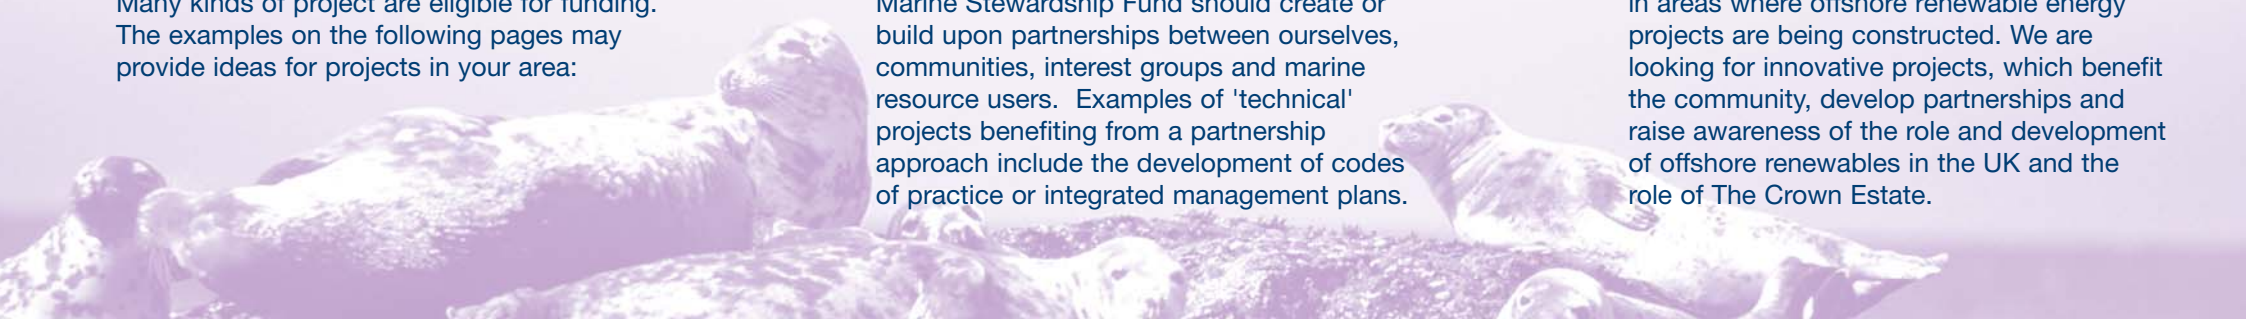 Many kinds of project are eligible for funding.
The examples on the following pages may
provide ideas for projects in your area:
Marine Stewardship Fund should create or
build upon partnerships between ourselves,
communities, interest groups and marine
resource users.  Examples of 'technical'
projects benefiting from a partnership
approach include the development of codes
of practice or integrated management plans.
in areas where offshore renewable energy
projects are being constructed. We are
looking for innovative projects, which benefit
the community, develop partnerships and
raise awareness of the role and development
of offshore renewables in the UK and the
role of The Crown Estate.